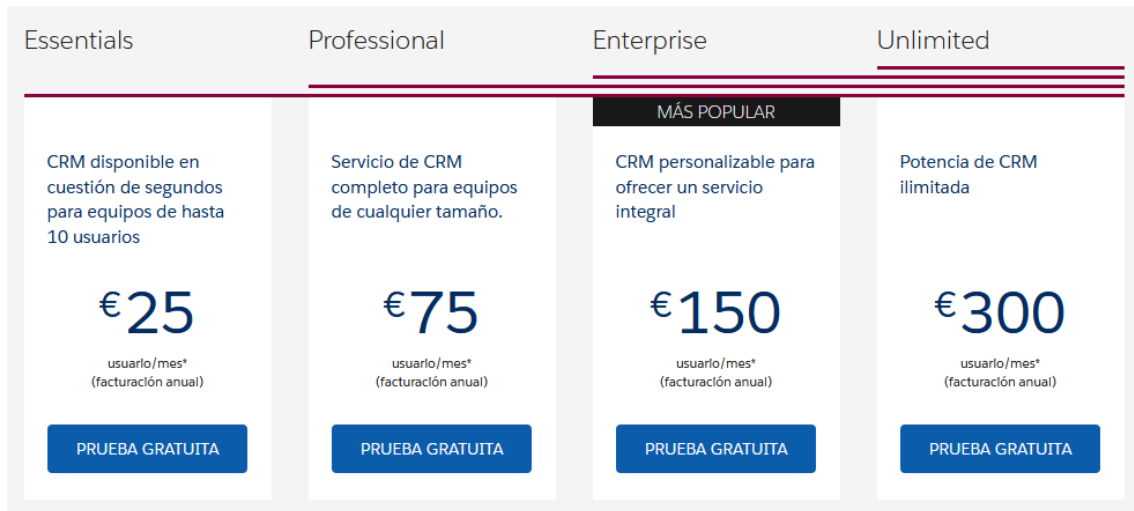 Essentials
Professional
Enterprise
Unlimited
MÁS POPULAR
CRM disponible en
cuestión de segundos
para equipos de hasta
10 usuarios
€25
usuario/mes*
(facturación anual)
PRUEBA GRATUITA
Servicio de CRM
completo para equipos
de cualquier tamaño.
€75
usuario/mes*
(facturación anual)
PRUEBA GRATUITA
CRM personalizable para
ofrecer un servicio
integral
€150
usuario/mes*
(facturación anual)
PRUEBA GRATUITA
Potencia de CRM
ilimitada
€300
usuario/mes*
(facturación anual)
PRUEBA GRATUITA